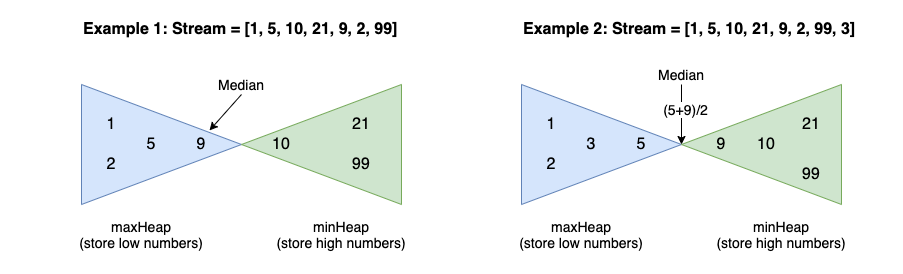 Example 1: Stream = [1, 5, 10, 21, 9, 2, 99]
Median
1
5
9
2
10
21
99
maxHeap
(store low numbers)
minHeap
(store high numbers)
Example 2: Stream = [1, 5, 10, 21, 9, 2, 99, 3]
Median
(5+9)/2
1
3
5
2
9
10
21
99
maxHeap
(store low numbers)
minHeap
(store high numbers)